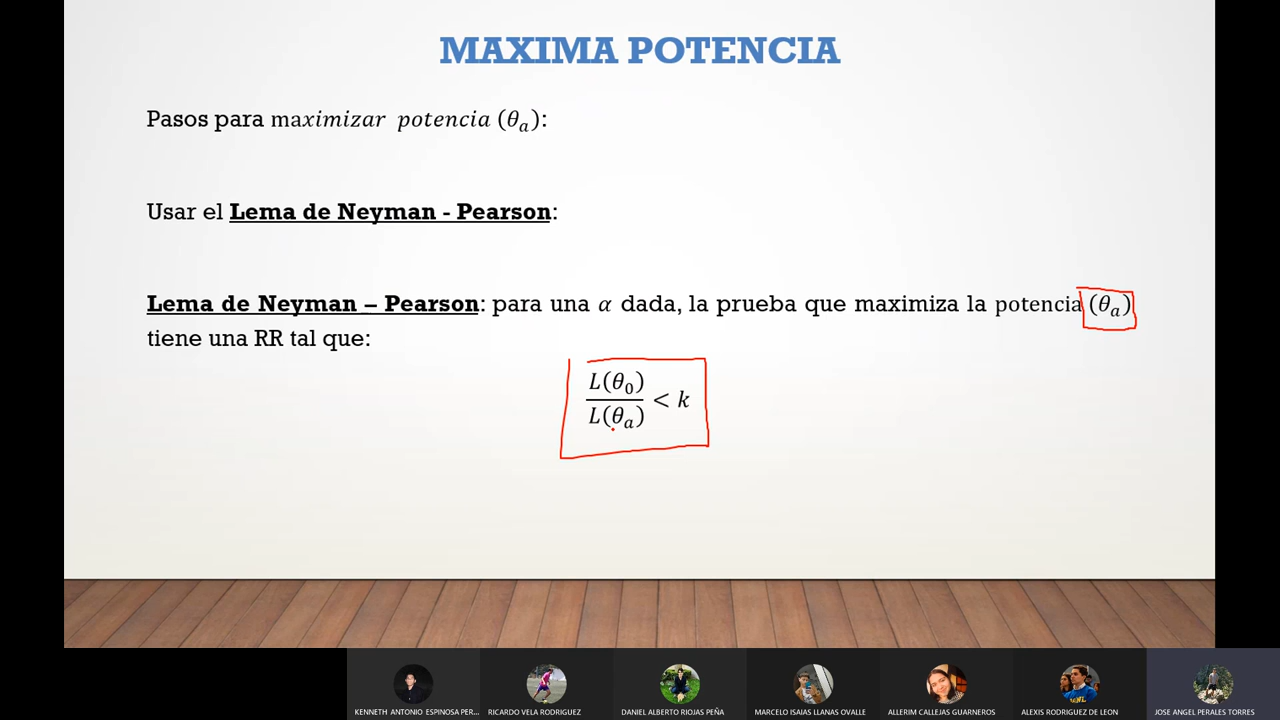 MAXIMA POTENCIA
Pasos para maximizar potencia (θₐ):
Usar el Lema de Neyman - Pearson:
Lema de Neyman – Pearson: para una α dada, la prueba que maximiza la potencia (θₐ)
tiene una RR tal que:
L(θ₀)
L(θₐ) < k
KENNETH ANTONIO ESPINOSA PER... RICARDO VELA RODRIGUEZ DANIEL ALBERTO RIOJAS PEÑA MARCELO ISAIAS LLANAS OVALLE ALLERIM CALLEJAS GUARNEROS ALEXIS RODRIGUEZ DE LEON JOSE ANGEL PERALES TORRES